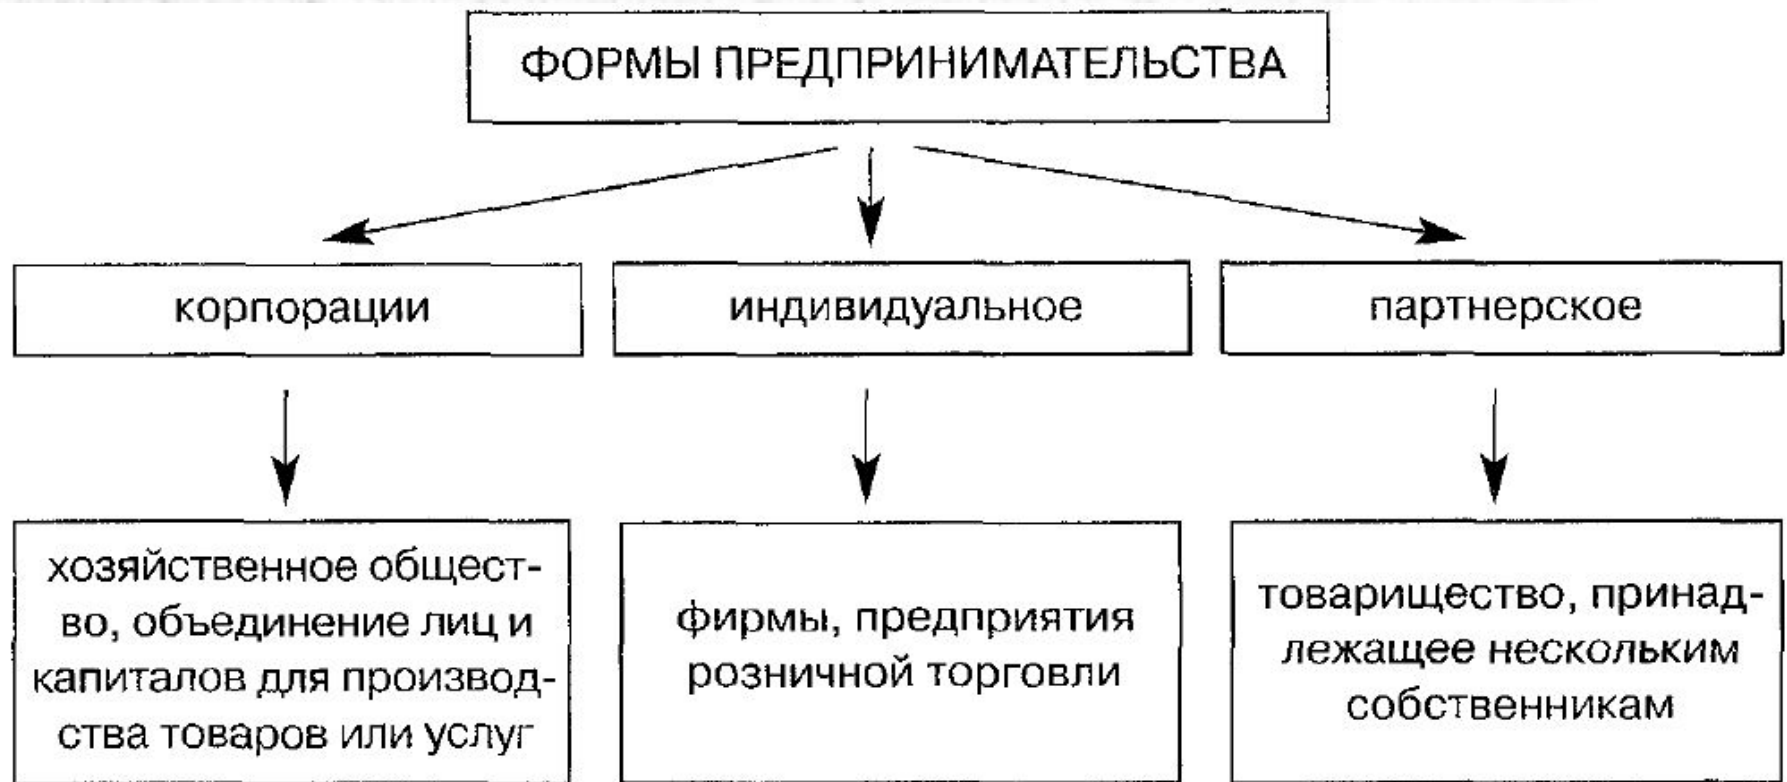 ФОРМЫ ПРЕДПРИНИМАТЕЛЬСТВА
корпорации
индивидуальное
партнерское
хозяйственное общест-
во, объединение лиц и
капиталов для производ-
ства товаров или услуг
фирмы, предприятия
розничной торговли
товарищество, принад-
лежащее нескольким
собственникам